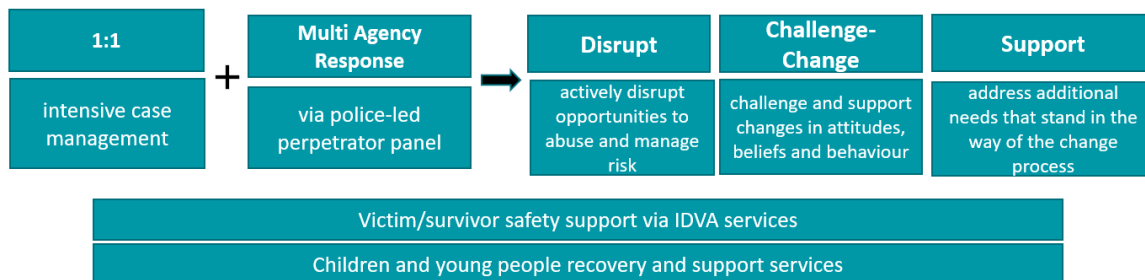 1:1
intensive case
management
+
Multi Agency
Response
via police-led
perpetrator panel
Disrupt
actively disrupt
opportunities to
abuse and manage
risk
Challenge-
Change
challenge and support
changes in attitudes,
beliefs and behaviour
Support
address additional
needs that stand in the
way of the change
process
Victim/survivor safety support via IDVA services
Children and young people recovery and support services